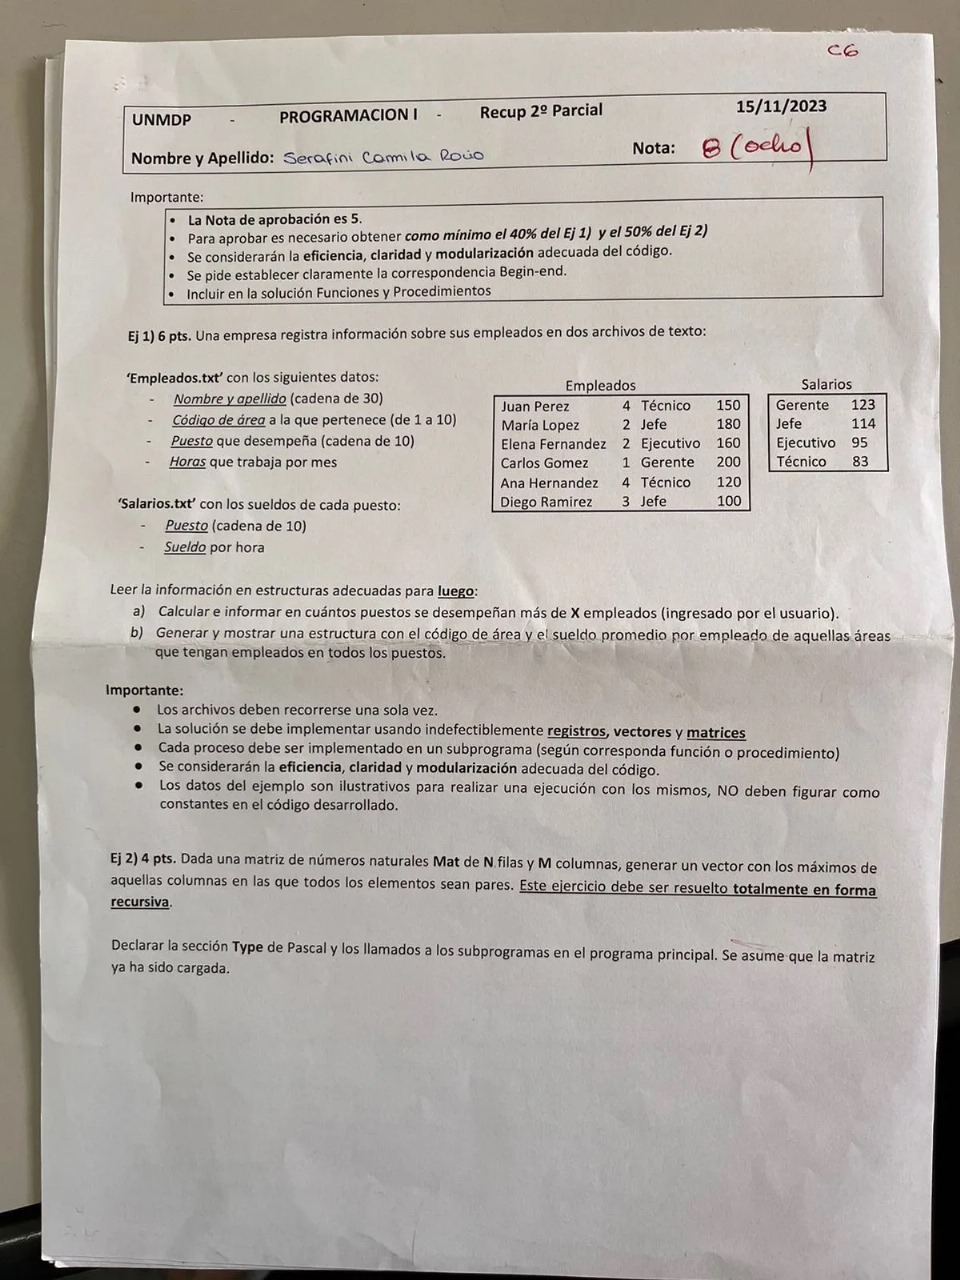 C6
UNMDP - PROGRAMACION I - Recup 2º Parcial 15/11/2023
Nombre y Apellido: Serafini Camila Rocio Nota: 8 (ocho)
Importante:
• La Nota de aprobación es 5.
• Para aprobar es necesario obtener como mínimo el 40% del Ej 1) y el 50% del Ej 2)
• Se considerarán la eficiencia, claridad y modularización adecuada del código.
• Se pide establecer claramente la correspondencia Begin-end.
• Incluir en la solución Funciones y Procedimientos
Ej 1) 6 pts. Una empresa registra información sobre sus empleados en dos archivos de texto:
'Empleados.txt' con los siguientes datos:
- Nombre y apellido (cadena de 30)
- Código de área a la que pertenece (de 1 a 10)
- Puesto que desempeña (cadena de 10)
- Horas que trabaja por mes
'Salarios.txt' con los sueldos de cada puesto:
- Puesto (cadena de 10)
- Sueldo por hora
Empleados
Juan Perez 4 Técnico 150
María Lopez 2 Jefe 180
Elena Fernandez 2 Ejecutivo 160
Carlos Gomez 1 Gerente 200
Ana Hernandez 4 Técnico 120
Diego Ramirez 3 Jefe 100
Salarios
Gerente 123
Jefe 114
Ejecutivo 95
Técnico 83
Leer la información en estructuras adecuadas para luego:
a) Calcular e informar en cuántos puestos se desempeñan más de X empleados (ingresado por el usuario).
b) Generar y mostrar una estructura con el código de área y el sueldo promedio por empleado de aquellas áreas
que tengan empleados en todos los puestos.
Importante:
• Los archivos deben recorrerse una sola vez.
• La solución se debe implementar usando indefectiblemente registros, vectores y matrices
• Cada proceso debe ser implementado en un subprograma (según corresponda función o procedimiento)
• Se considerarán la eficiencia, claridad y modularización adecuada del código.
• Los datos del ejemplo son ilustrativos para realizar una ejecución con los mismos, NO deben figurar como
constantes en el código desarrollado.
Ej 2) 4 pts. Dada una matriz de números naturales Mat de N filas y M columnas, generar un vector con los máximos de
aquellas columnas en las que todos los elementos sean pares. Este ejercicio debe ser resuelto totalmente en forma
recursiva.
Declarar la sección Type de Pascal y los llamados a los subprogramas en el programa principal. Se asume que la matriz
ya ha sido cargada.